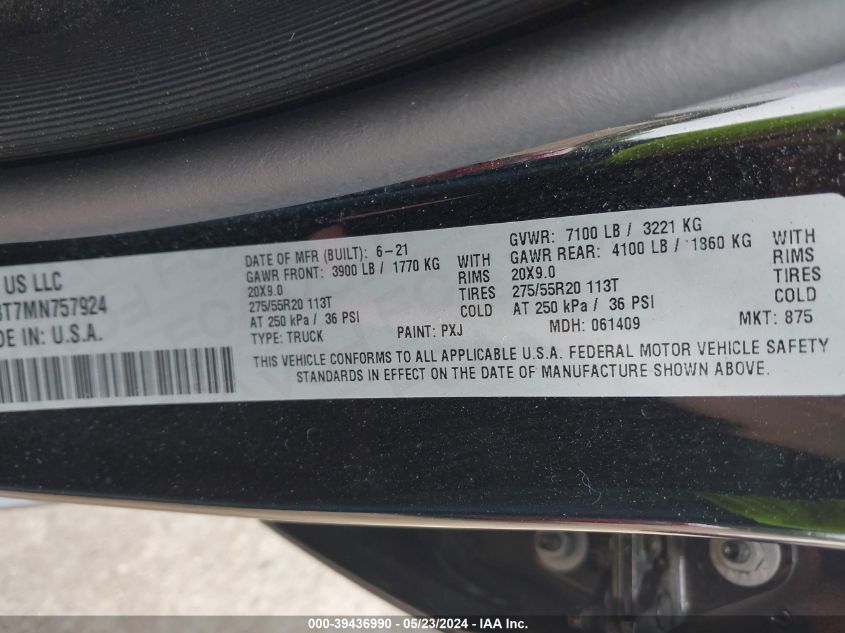 US LLC
T7MN757924
DE IN: U.S.A.
DATE OF MFR (BUILT): 6-21
GAWR FRONT: 3900 LB / 1770 KG WITH
20X9.0 RIMS
275/55R20 113T TIRES
AT 250 kPa / 36 PSI COLD
TYPE: TRUCK PAINT: PXJ
GVWR: 7100 LB / 3221 KG
GAWR REAR: 4100 LB / 1860 KG WITH
20X9.0 RIMS
275/55R20 113T TIRES
AT 250 kPa / 36 PSI COLD
MDH: 061409 MKT: 875
THIS VEHICLE CONFORMS TO ALL APPLICABLE U.S.A. FEDERAL MOTOR VEHICLE SAFETY
STANDARDS IN EFFECT ON THE DATE OF MANUFACTURE SHOWN ABOVE.
000-39436990 - 05/23/2024 - IAA Inc.